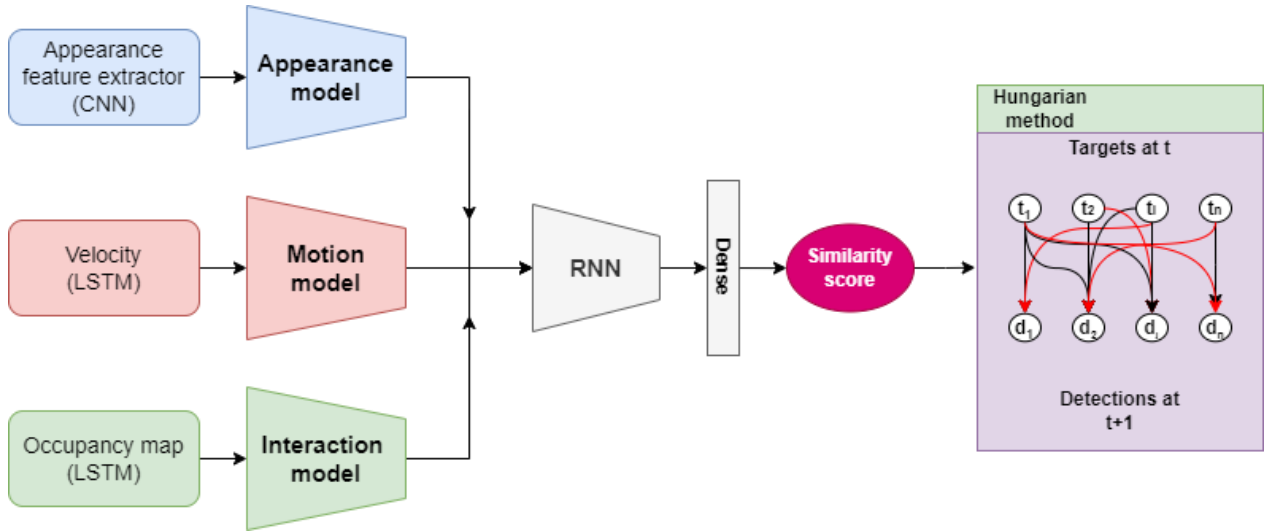 Appearance
feature extractor
(CNN)
Appearance
model
Velocity
(LSTM)
Motion
model
Occupancy map
(LSTM)
Interaction
model
RNN
Dense
Similarity
score
Hungarian
method
Targets at t
t₁ t₂ tₗ tₙ
d₁ d₂ dᵢ dₙ
Detections at
t+1